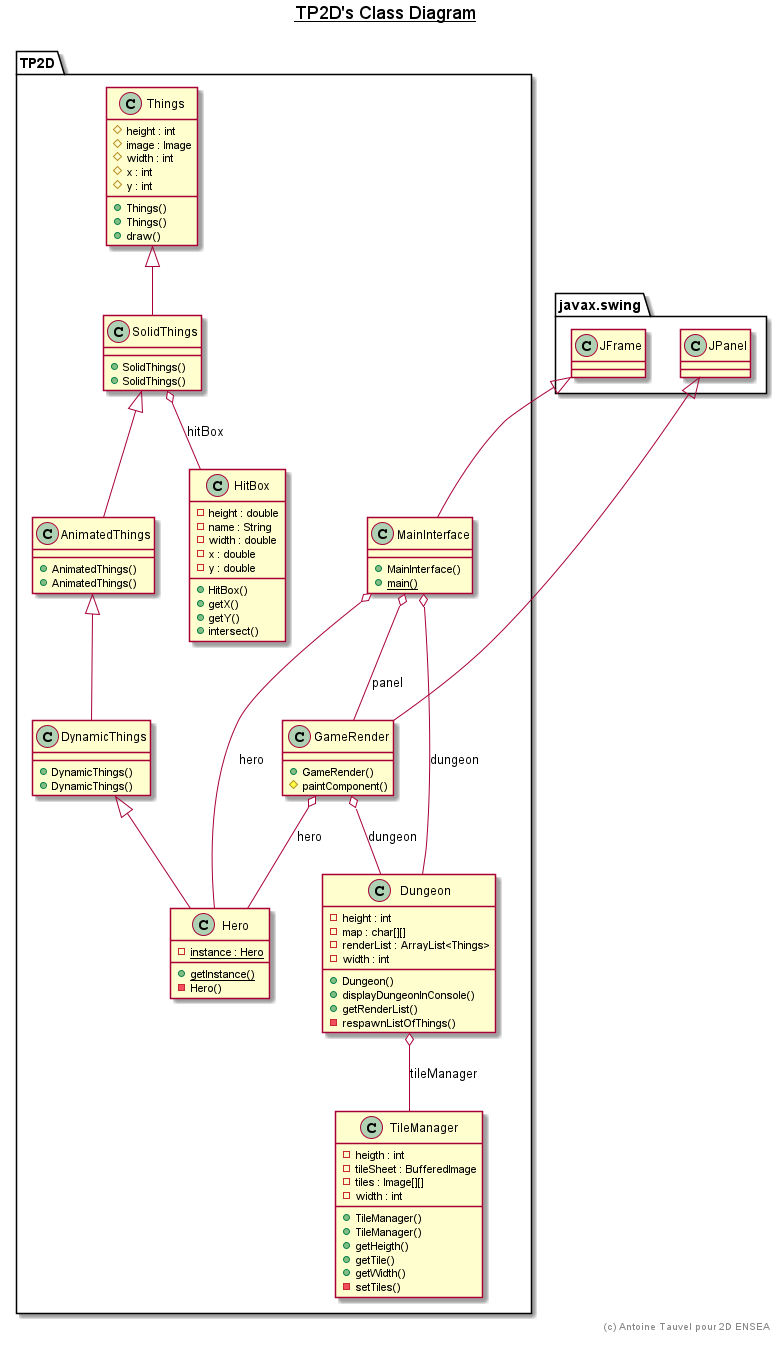 TP2D's Class Diagram
TP2D
C Things
height : int
image : Image
width : int
x : int
y : int
Things()
Things()
draw()
C SolidThings
SolidThings()
SolidThings()
hitBox
javax.swing
C JFrame
C JPanel
C HitBox
height : double
name : String
width : double
x : double
y : double
HitBox()
getX()
getY()
intersect()
C AnimatedThings
AnimatedThings()
AnimatedThings()
C MainInterface
MainInterface()
main()
panel
hero
dungeon
C DynamicThings
DynamicThings()
DynamicThings()
C GameRender
GameRender()
paintComponent()
hero
dungeon
C Hero
instance : Hero
getInstance()
Hero()
C Dungeon
height : int
map : char[][]
renderList : ArrayList<Things>
width : int
Dungeon()
displayDungeonInConsole()
getRenderList()
respawnListOfThings()
tileManager
C TileManager
heigth : int
tileSheet : BufferedImage
tiles : Image[][]
width : int
TileManager()
TileManager()
getHeigth()
getTile()
getWidth()
setTiles()
(c) Antoine Tauvel pour 2D ENSEA